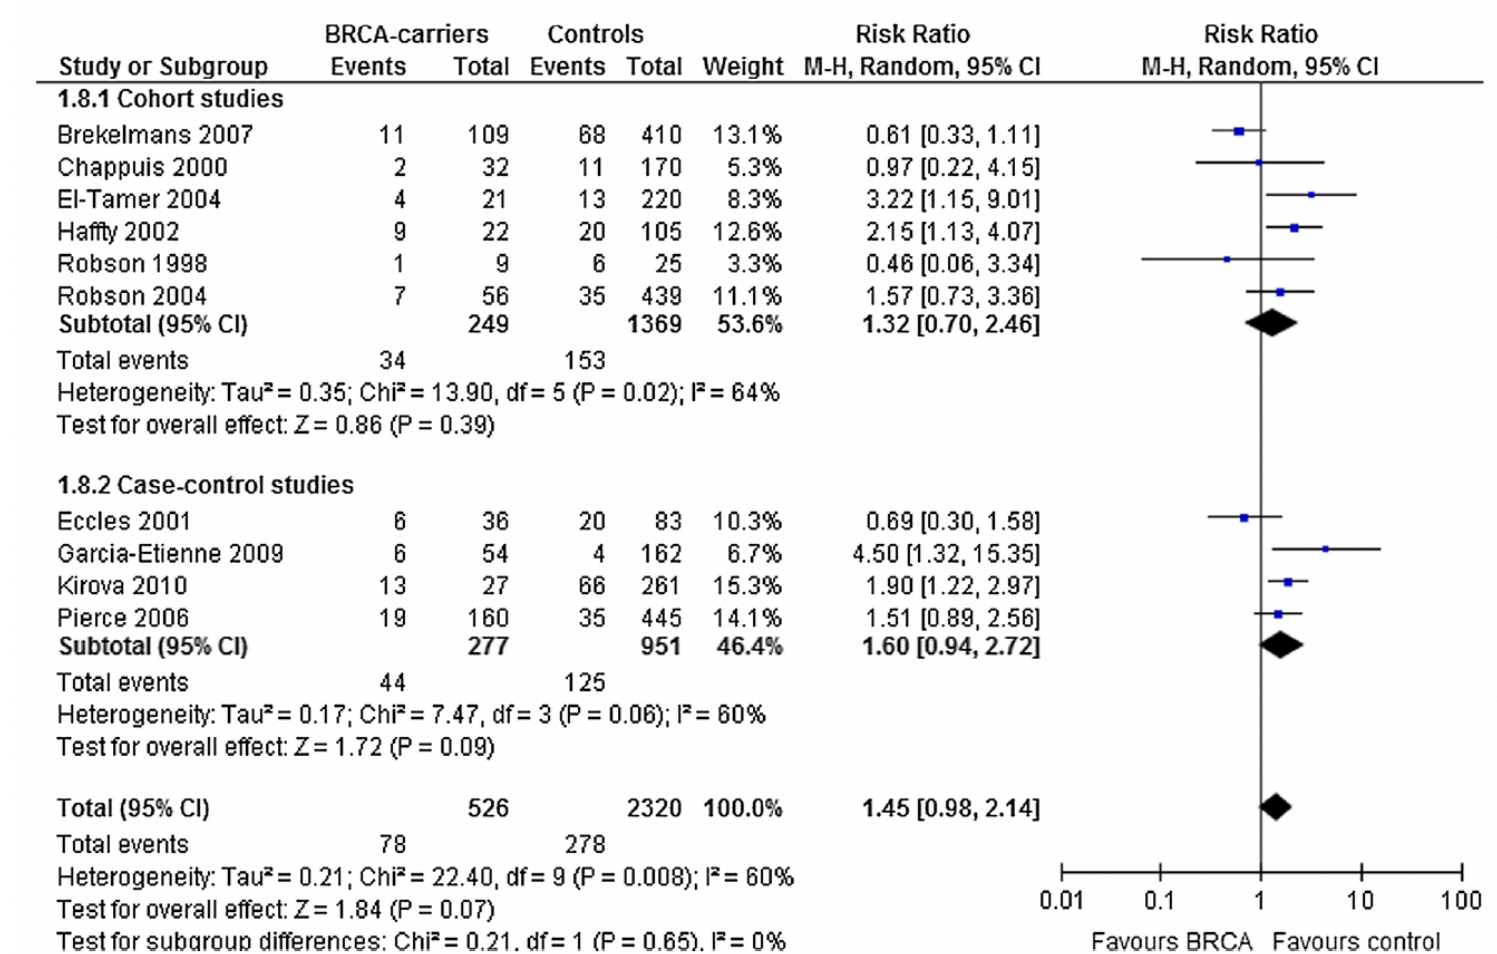 BRCA-carriers Controls Risk Ratio Risk Ratio
Study or Subgroup Events Total Events Total Weight M-H, Random, 95% CI M-H, Random, 95% CI
1.8.1 Cohort studies
Brekelmans 2007 11 109 68 410 13.1% 0.61 [0.33, 1.11]
Chappuis 2000 2 32 11 170 5.3% 0.97 [0.22, 4.15]
El-Tamer 2004 4 21 13 220 8.3% 3.22 [1.15, 9.01]
Haffty 2002 9 22 20 105 12.6% 2.15 [1.13, 4.07]
Robson 1998 1 9 6 25 3.3% 0.46 [0.06, 3.34]
Robson 2004 7 56 35 439 11.1% 1.57 [0.73, 3.36]
Subtotal (95% CI) 249 1369 53.6% 1.32 [0.70, 2.46]
Total events 34 153
Heterogeneity: Tau² = 0.35; Chi² = 13.90, df = 5 (P = 0.02); I² = 64%
Test for overall effect: Z = 0.86 (P = 0.39)
1.8.2 Case-control studies
Eccles 2001 6 36 20 83 10.3% 0.69 [0.30, 1.58]
Garcia-Etienne 2009 6 54 4 162 6.7% 4.50 [1.32, 15.35]
Kirova 2010 13 27 66 261 15.3% 1.90 [1.22, 2.97]
Pierce 2006 19 160 35 445 14.1% 1.51 [0.89, 2.56]
Subtotal (95% CI) 277 951 46.4% 1.60 [0.94, 2.72]
Total events 44 125
Heterogeneity: Tau² = 0.17; Chi² = 7.47, df = 3 (P = 0.06); I² = 60%
Test for overall effect: Z = 1.72 (P = 0.09)
Total (95% CI) 526 2320 100.0% 1.45 [0.98, 2.14]
Total events 78 278
Heterogeneity: Tau² = 0.21; Chi² = 22.40, df = 9 (P = 0.008); I² = 60%
Test for overall effect: Z = 1.84 (P = 0.07)
Test for subgroup differences: Chi² = 0.21, df = 1 (P = 0.65), I² = 0%
0.01 0.1 1 10 100
Favours BRCA Favours control